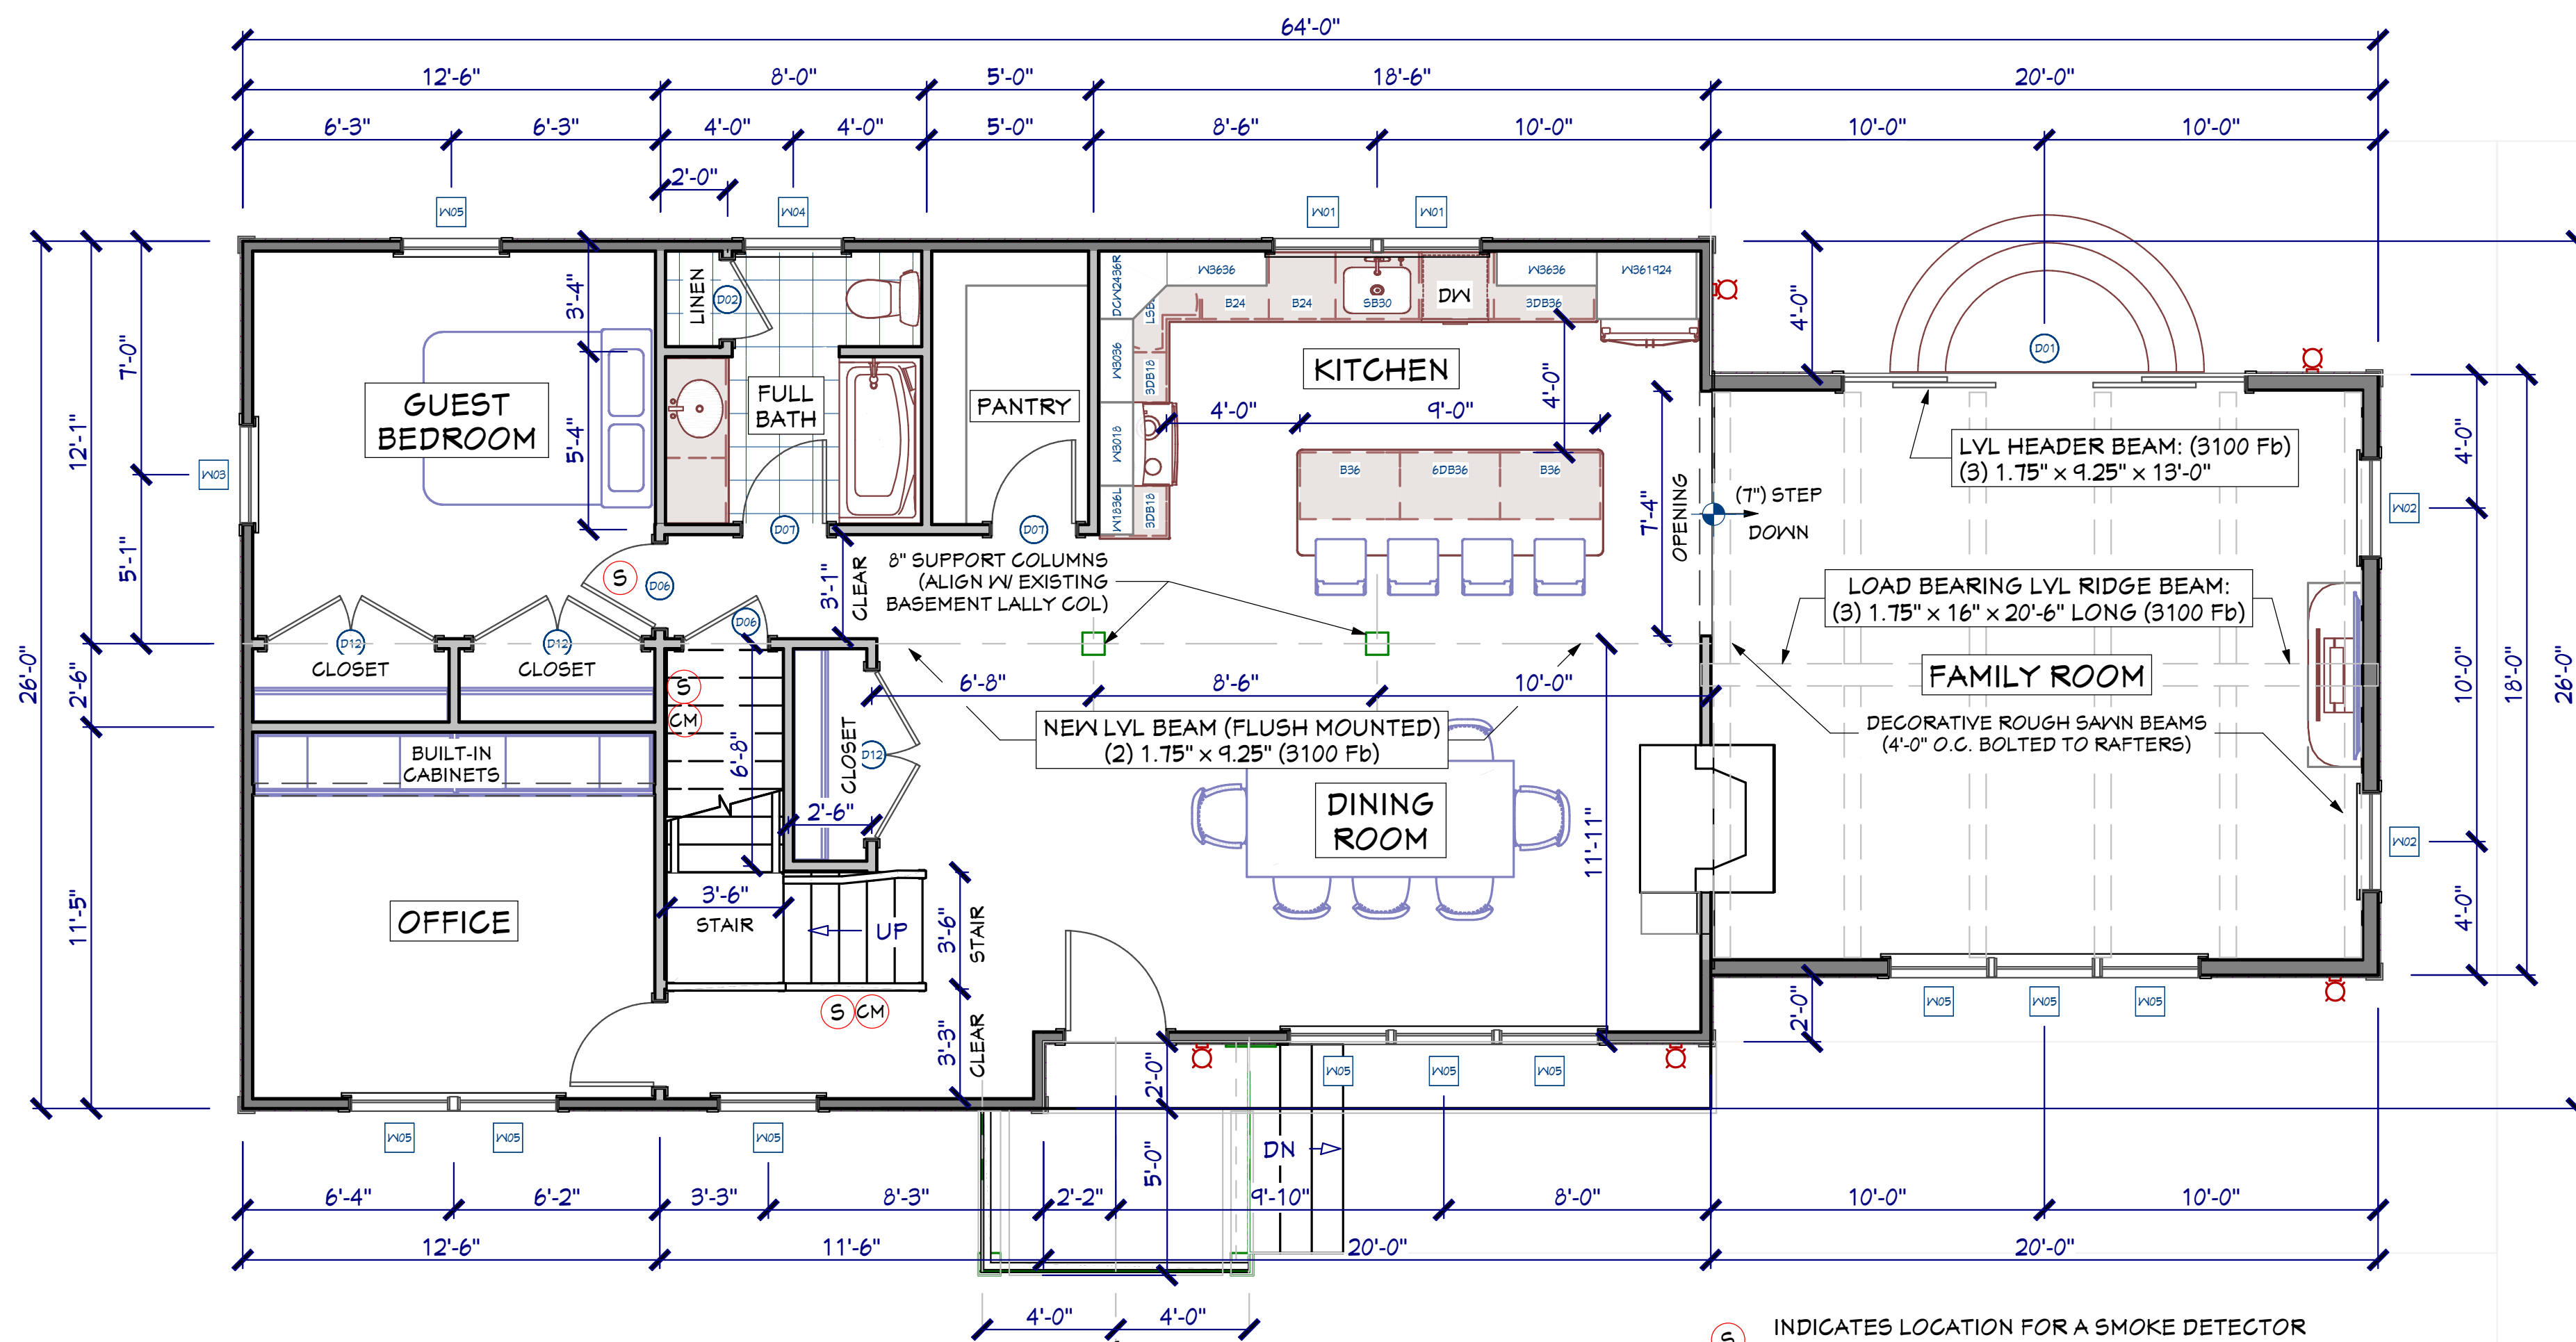 64'-0"
12'-6" 8'-0" 5'-0" 18'-6" 20'-0"
6'-3" 6'-3" 4'-0" 4'-0" 5'-0" 8'-6" 10'-0" 10'-0" 10'-0"
2'-0"
W05 W04 W01 W01
LINEN D02
DCW2436R W3636 W3636 W361924
LSB B24 B24 SB30 DW 3DB36
3'-4" 4'-0" D01
7'-0" 12'-1"
GUEST
BEDROOM
FULL
BATH
PANTRY
KITCHEN
W3036 3DB18
4'-0" 9'-0" 4'-0"
W3018
5'-4"
LVL HEADER BEAM: (3100 Fb)
(3) 1.75" x 9.25" x 13'-0"
4'-0"
W03
B36 6DB36 B36
W1836L 3DB18
7'-4" OPENING
(7") STEP
DOWN
W02
D07 D07
5'-1"
S D06
3'-1" CLEAR
8" SUPPORT COLUMNS
(ALIGN W/ EXISTING
BASEMENT LALLY COL)
LOAD BEARING LVL RIDGE BEAM:
(3) 1.75" x 16" x 20'-6" LONG (3100 Fb)
D06
D12 D12
CLOSET CLOSET
26'-0" 2'-6"
S
CM
6'-8" 8'-6" 10'-0"
FAMILY ROOM
10'-0" 18'-0" 26'-0"
NEW LVL BEAM (FLUSH MOUNTED)
(2) 1.75" x 9.25" (3100 Fb)
DECORATIVE ROUGH SAWN BEAMS
(4'-0" O.C. BOLTED TO RAFTERS)
BUILT-IN
CABINETS
6'-8"
CLOSET D12
2'-6"
DINING
ROOM
11'-11"
W02
11'-5"
OFFICE
3'-6"
STAIR
UP
3'-6" STAIR
4'-0"
S CM
3'-3" CLEAR
2'-0"
W05 W05 W05
2'-0"
W05 W05 W05
W05 W05 W05
5'-0"
DN
6'-4" 6'-2" 3'-3" 8'-3" 2'-2" 9'-10" 8'-0" 10'-0" 10'-0"
12'-6" 11'-6" 20'-0" 20'-0"
4'-0" 4'-0"
S INDICATES LOCATION FOR A SMOKE DETECTOR